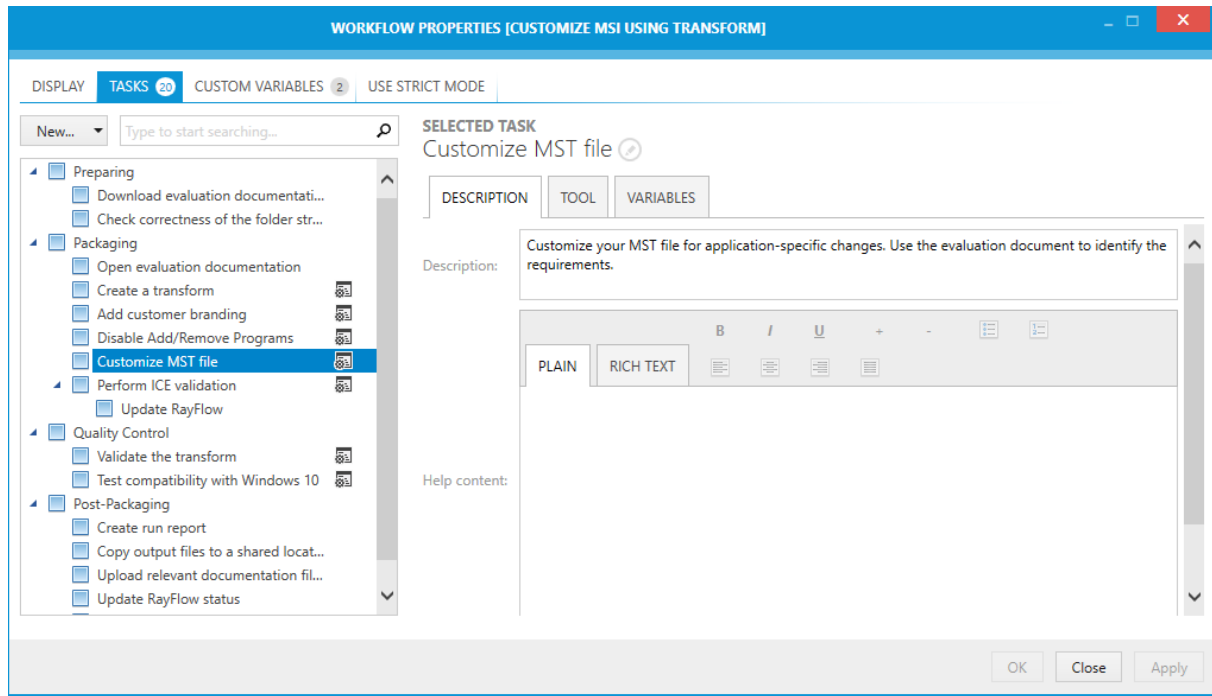 WORKFLOW PROPERTIES [CUSTOMIZE MSI USING TRANSFORM]
DISPLAY TASKS 20 CUSTOM VARIABLES 2 USE STRICT MODE
New... Type to start searching...
Preparing
Download evaluation documentati...
Check correctness of the folder str...
Packaging
Open evaluation documentation
Create a transform
Add customer branding
Disable Add/Remove Programs
Customize MST file
Perform ICE validation
Update RayFlow
Quality Control
Validate the transform
Test compatibility with Windows 10
Post-Packaging
Create run report
Copy output files to a shared locat...
Upload relevant documentation fil...
Update RayFlow status
SELECTED TASK
Customize MST file
DESCRIPTION TOOL VARIABLES
Description:
Customize your MST file for application-specific changes. Use the evaluation document to identify the
requirements.
B I U + -
PLAIN RICH TEXT
Help content:
OK Close Apply